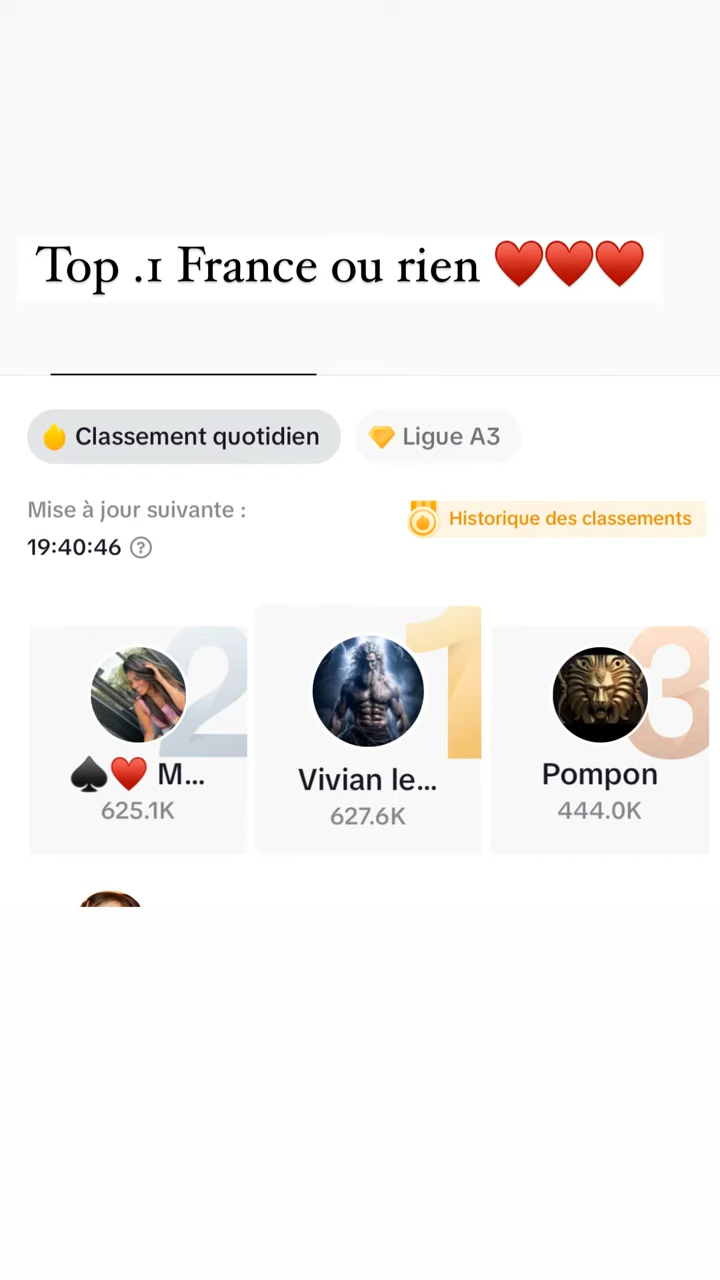 Top .1 France ou rien ♥️♥️♥️
Classement quotidien
Ligue A3
Mise à jour suivante :
Historique des classements
19:40:46 ?
2
1
3
♠️♥️ M...
Vivian le...
Pompon
625.1K
627.6K
444.0K